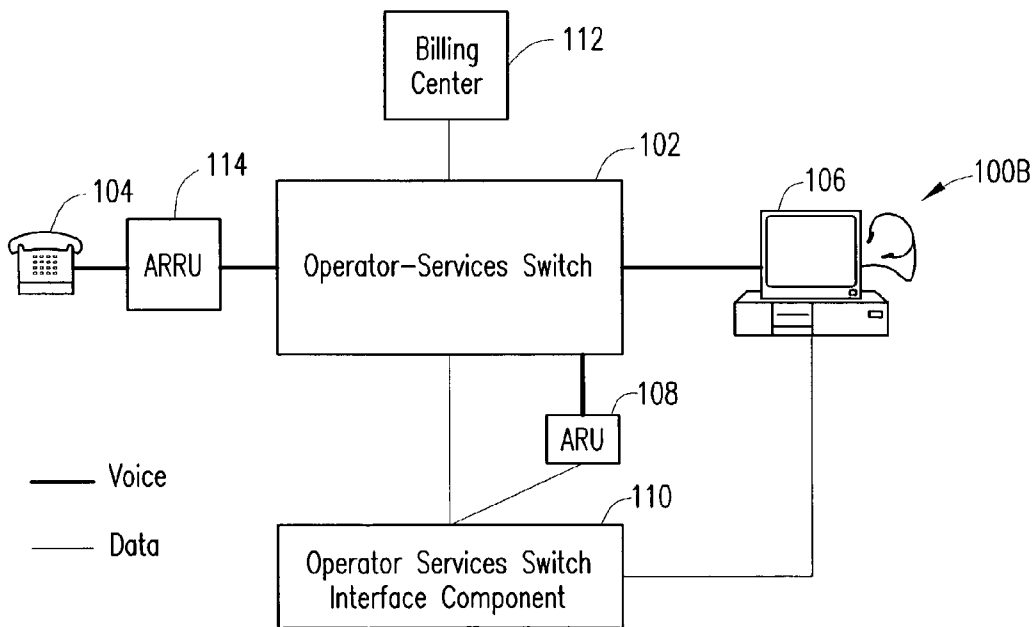 Billing
Center
112
102
114
104
106
100B
ARRU
Operator-Services Switch
108
ARU
Voice
110
Data
Operator Services Switch
Interface Component